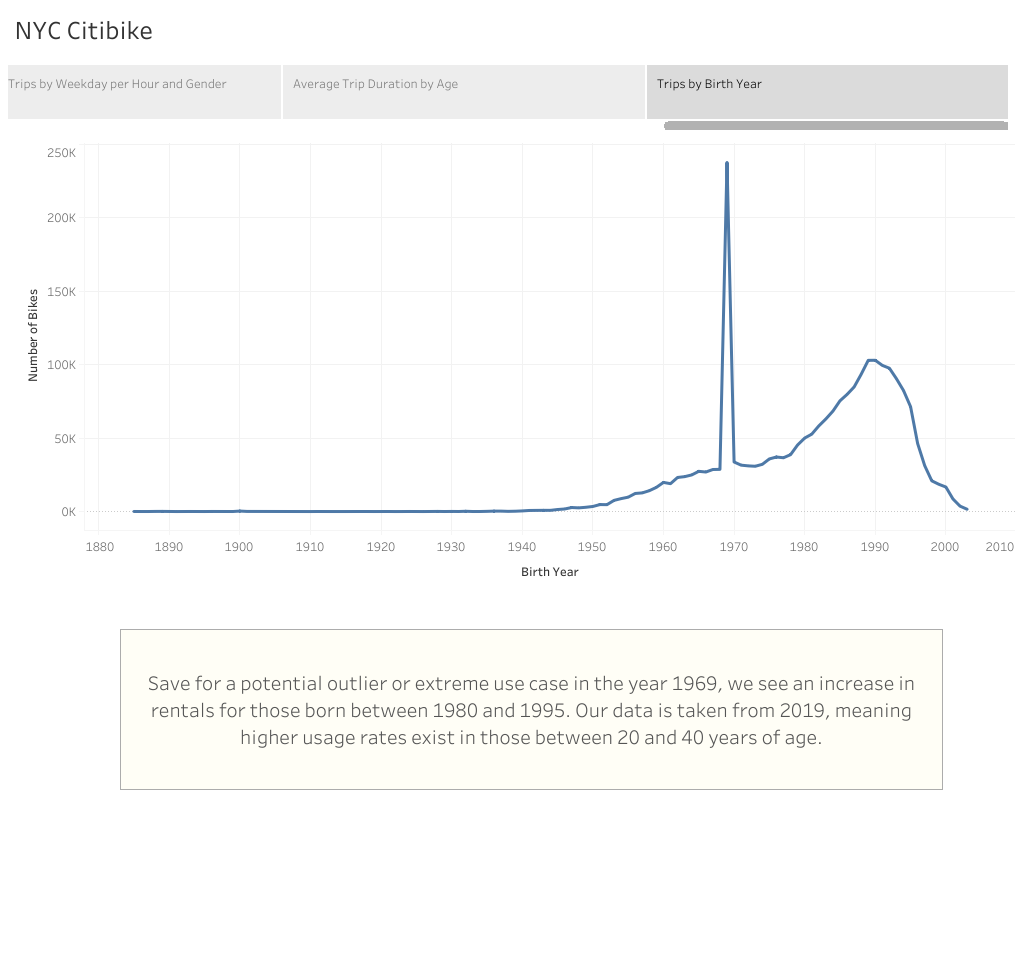 NYC Citibike
Trips by Weekday per Hour and Gender
Average Trip Duration by Age
Trips by Birth Year
250K
200K
150K
100K
50K
0K
Number of Bikes
1880 1890 1900 1910 1920 1930 1940 1950 1960 1970 1980 1990 2000 2010
Birth Year
Save for a potential outlier or extreme use case in the year 1969, we see an increase in
rentals for those born between 1980 and 1995. Our data is taken from 2019, meaning
higher usage rates exist in those between 20 and 40 years of age.